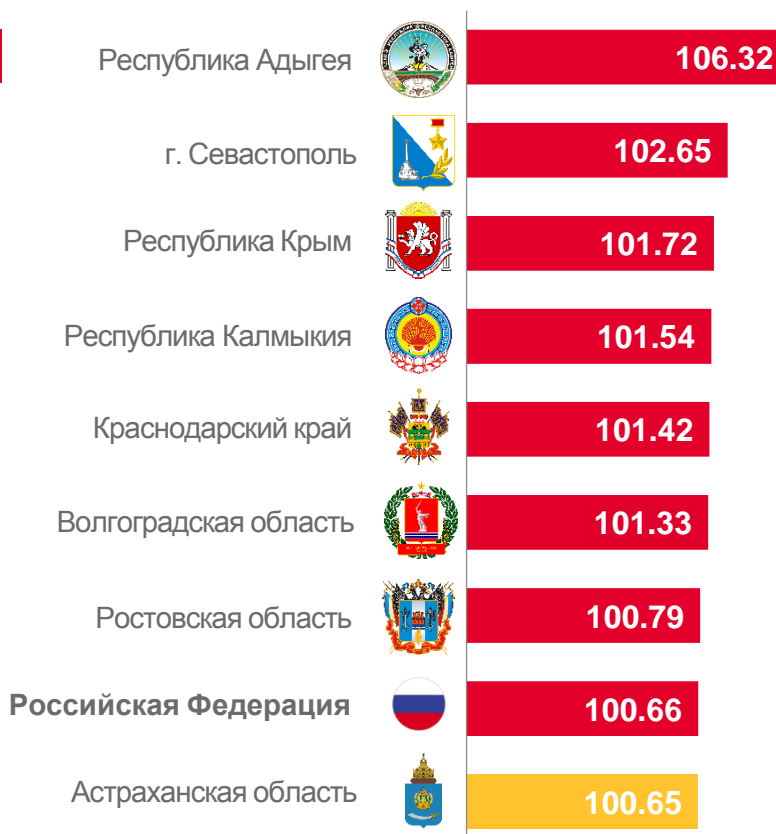 Республика Адыгея 106.32
г. Севастополь 102.65
Республика Крым 101.72
Республика Калмыкия 101.54
Краснодарский край 101.42
Волгоградская область 101.33
Ростовская область 100.79
Российская Федерация 100.66
Астраханская область 100.65